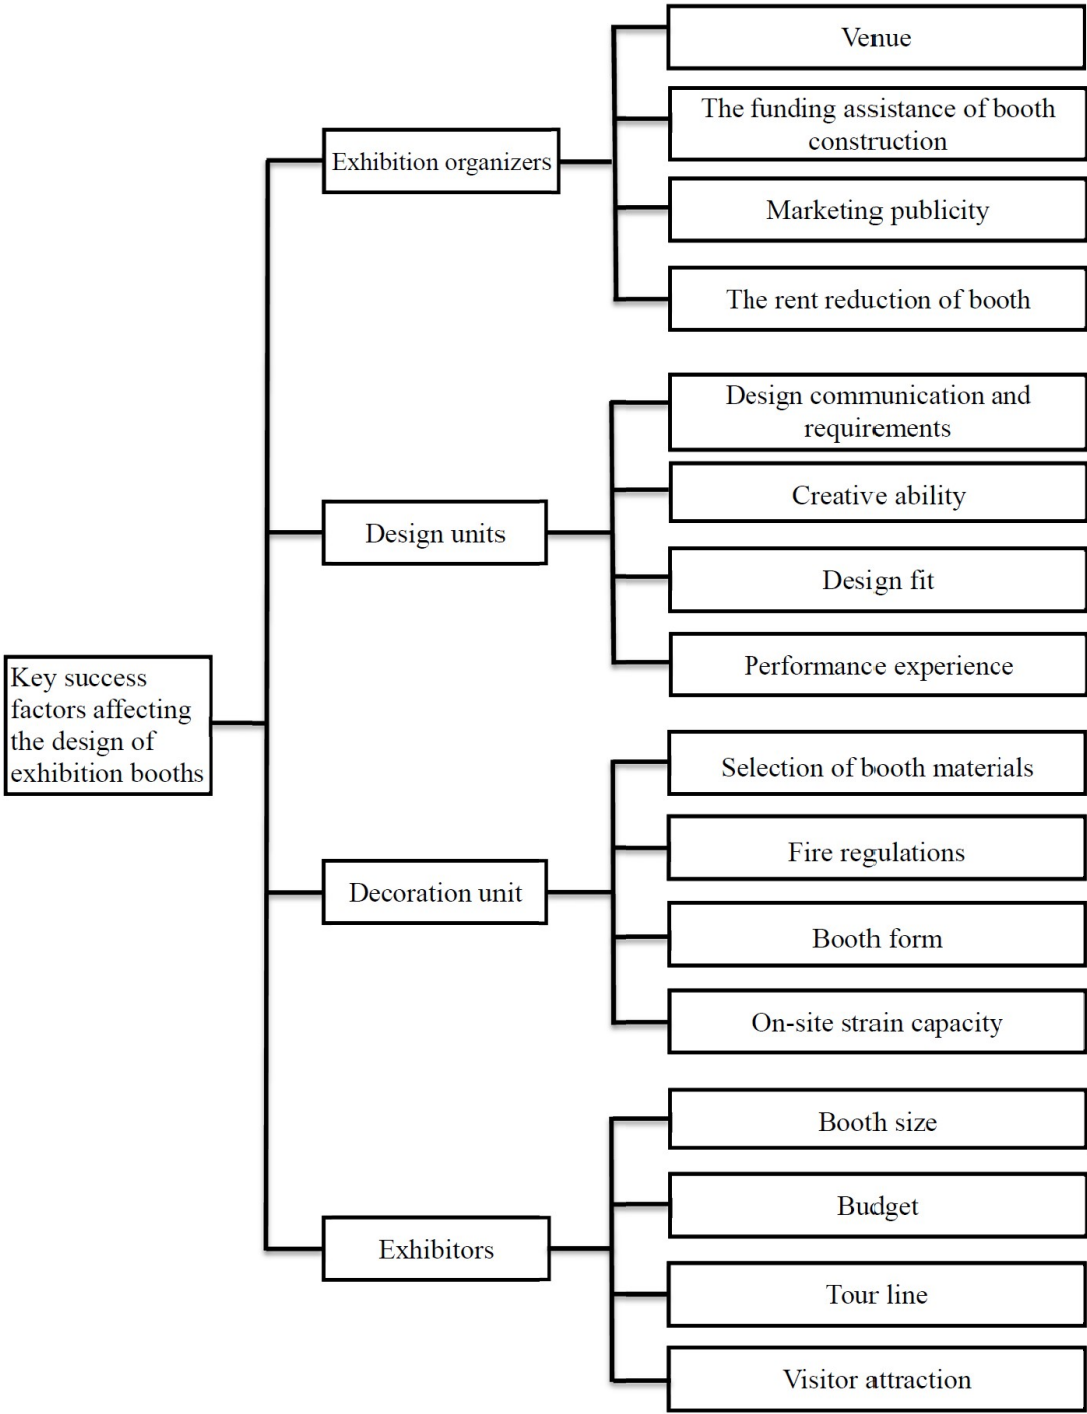 Venue
The funding assistance of booth
construction
Exhibition organizers
Marketing publicity
The rent reduction of booth
Design communication and
requirements
Creative ability
Design units
Design fit
Performance experience
Key success
factors affecting
the design of
exhibition booths
Selection of booth materials
Fire regulations
Decoration unit
Booth form
On-site strain capacity
Booth size
Budget
Exhibitors
Tour line
Visitor attraction